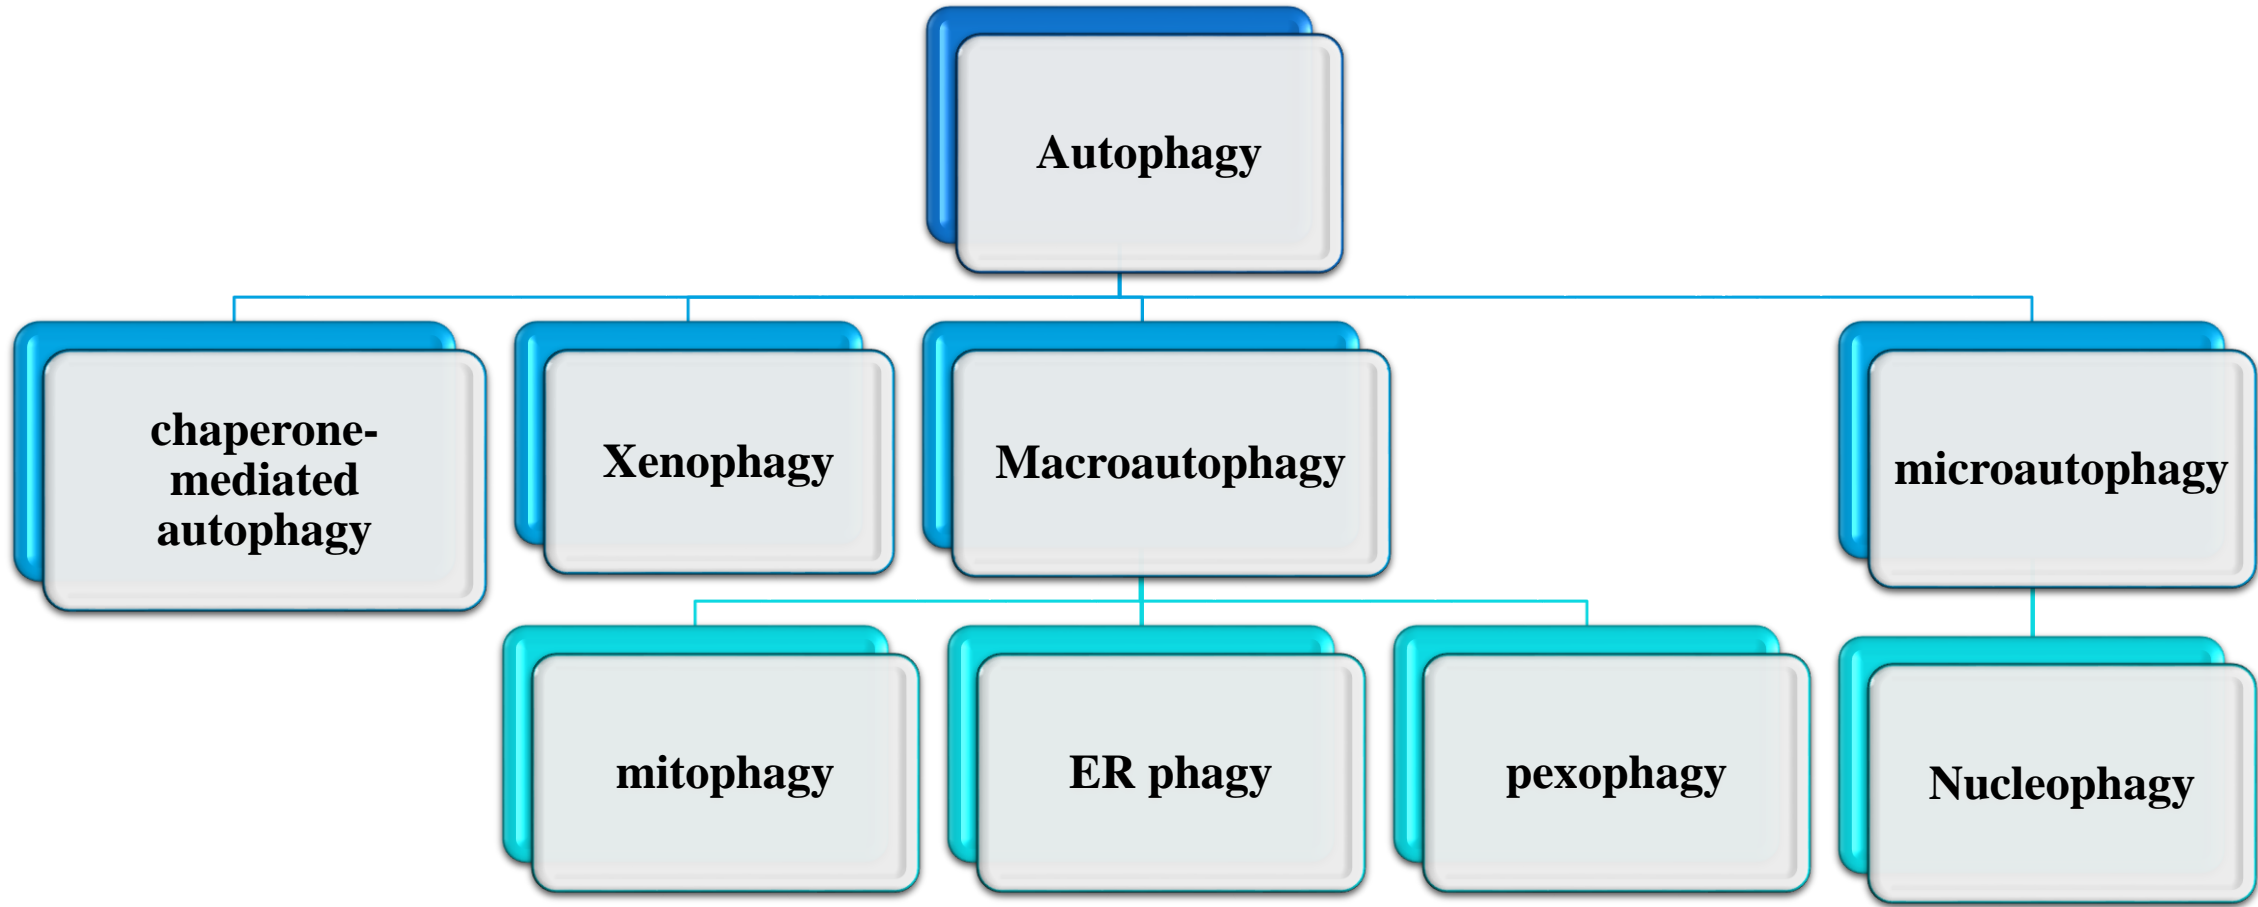 Autophagy
chaperone-
mediated
autophagy
Xenophagy
Macroautophagy
microautophagy
mitophagy
ER phagy
pexophagy
Nucleophagy